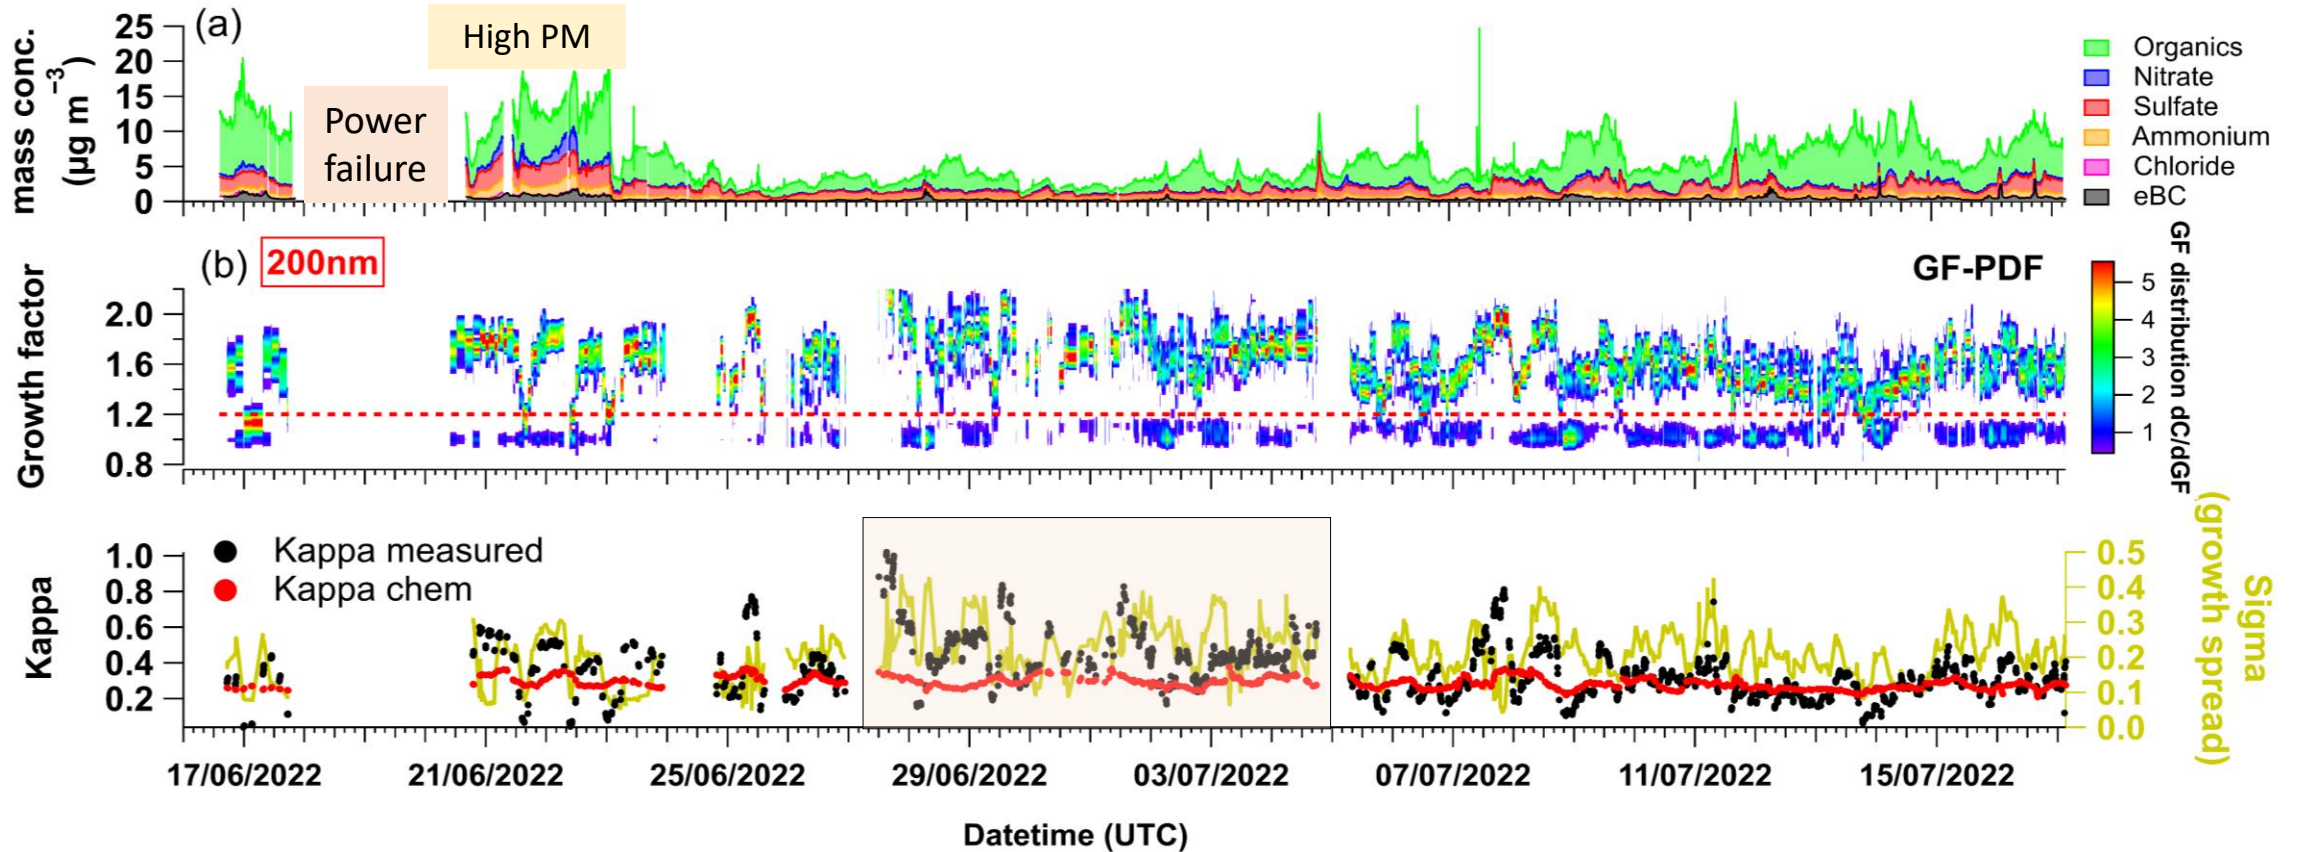 (a)
High PM
Power
failure
mass conc.
(µg m⁻³)
25
20
15
10
5
0
Organics
Nitrate
Sulfate
Ammonium
Chloride
eBC
(b)
200nm
GF-PDF
Growth factor
2.0
1.6
1.2
0.8
5
4
3
2
1
GF distribution dC/dGF
Kappa measured
Kappa chem
Kappa
1.0
0.8
0.6
0.4
0.2
0.5
0.4
0.3
0.2
0.1
0.0
Sigma
(growth spread)
17/06/2022 21/06/2022 25/06/2022 29/06/2022 03/07/2022 07/07/2022 11/07/2022 15/07/2022
Datetime (UTC)